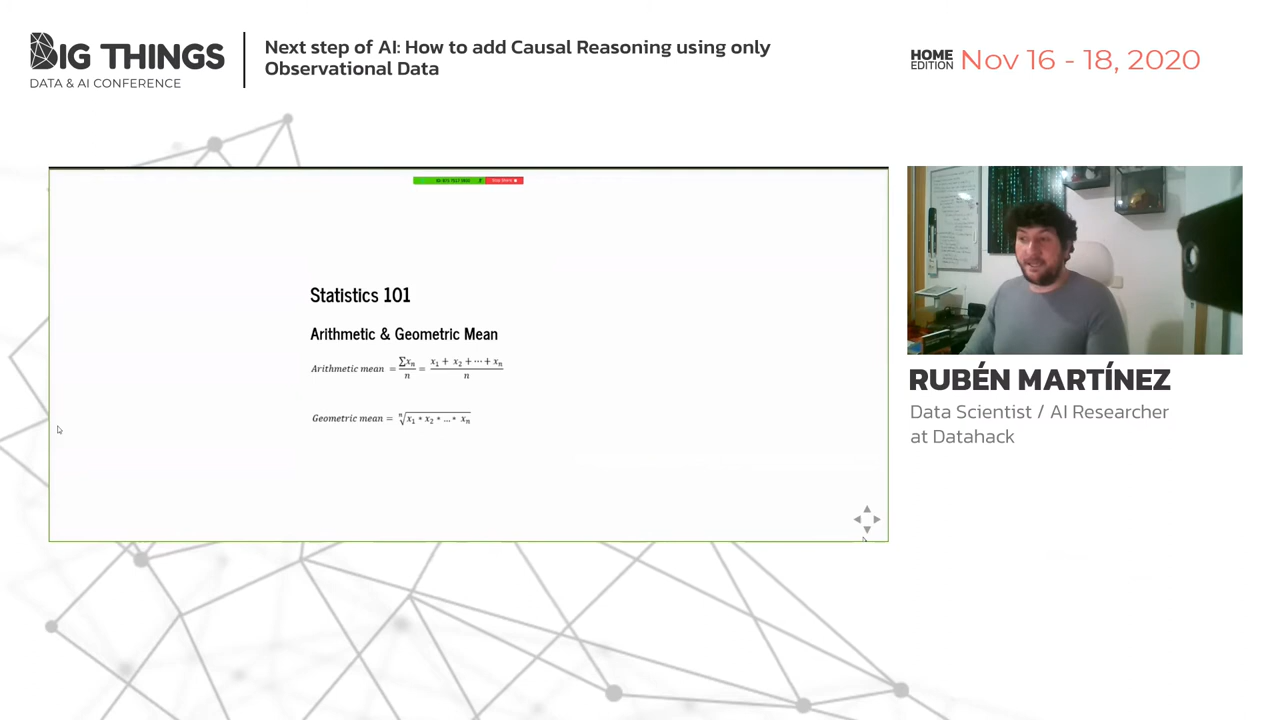 BIG THINGS
DATA & AI CONFERENCE
Next step of AI: How to add Causal Reasoning using only
Observational Data
HOME
EDITION
Nov 16 - 18, 2020
Stop Share
Statistics 101
Arithmetic & Geometric Mean
Arithmetic mean = ∑xₙ/n = (x₁ + x₂ + ⋯ + xₙ)/n
Geometric mean = ⁿ√(x₁ * x₂ * … * xₙ)
RUBÉN MARTÍNEZ
Data Scientist / AI Researcher
at Datahack